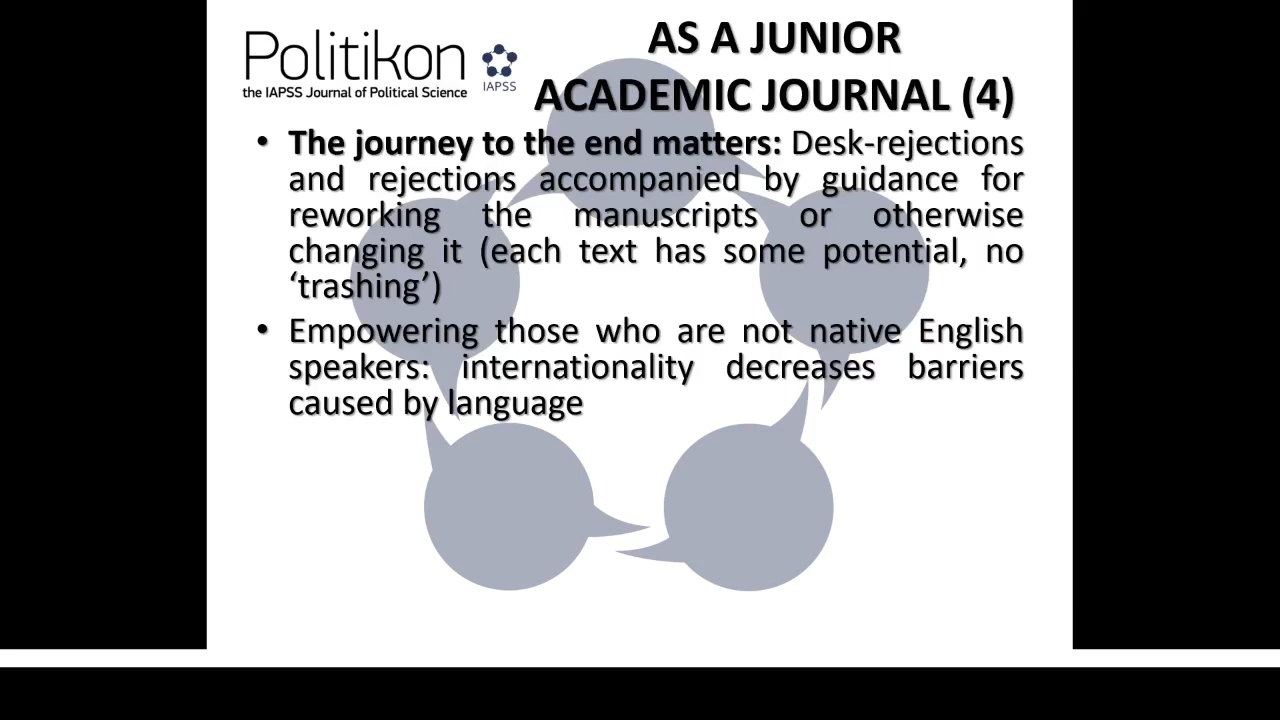 Politikon
the IAPSS Journal of Political Science
IAPSS
AS A JUNIOR
ACADEMIC JOURNAL (4)
• The journey to the end matters: Desk-rejections
and rejections accompanied by guidance for
reworking the manuscripts or otherwise
changing it (each text has some potential, no
‘trashing’)
• Empowering those who are not native English
speakers: internationality decreases barriers
caused by language